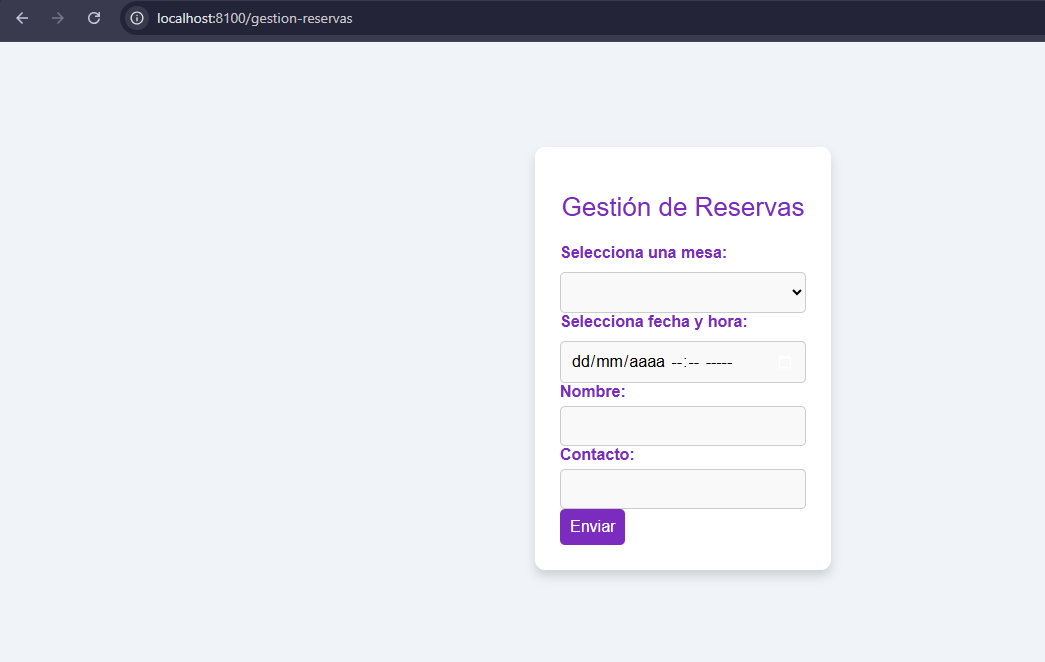 localhost:8100/gestion-reservas
Gestión de Reservas
Selecciona una mesa:
Selecciona fecha y hora:
dd/mm/aaaa --:-- -----
Nombre:
Contacto:
Enviar